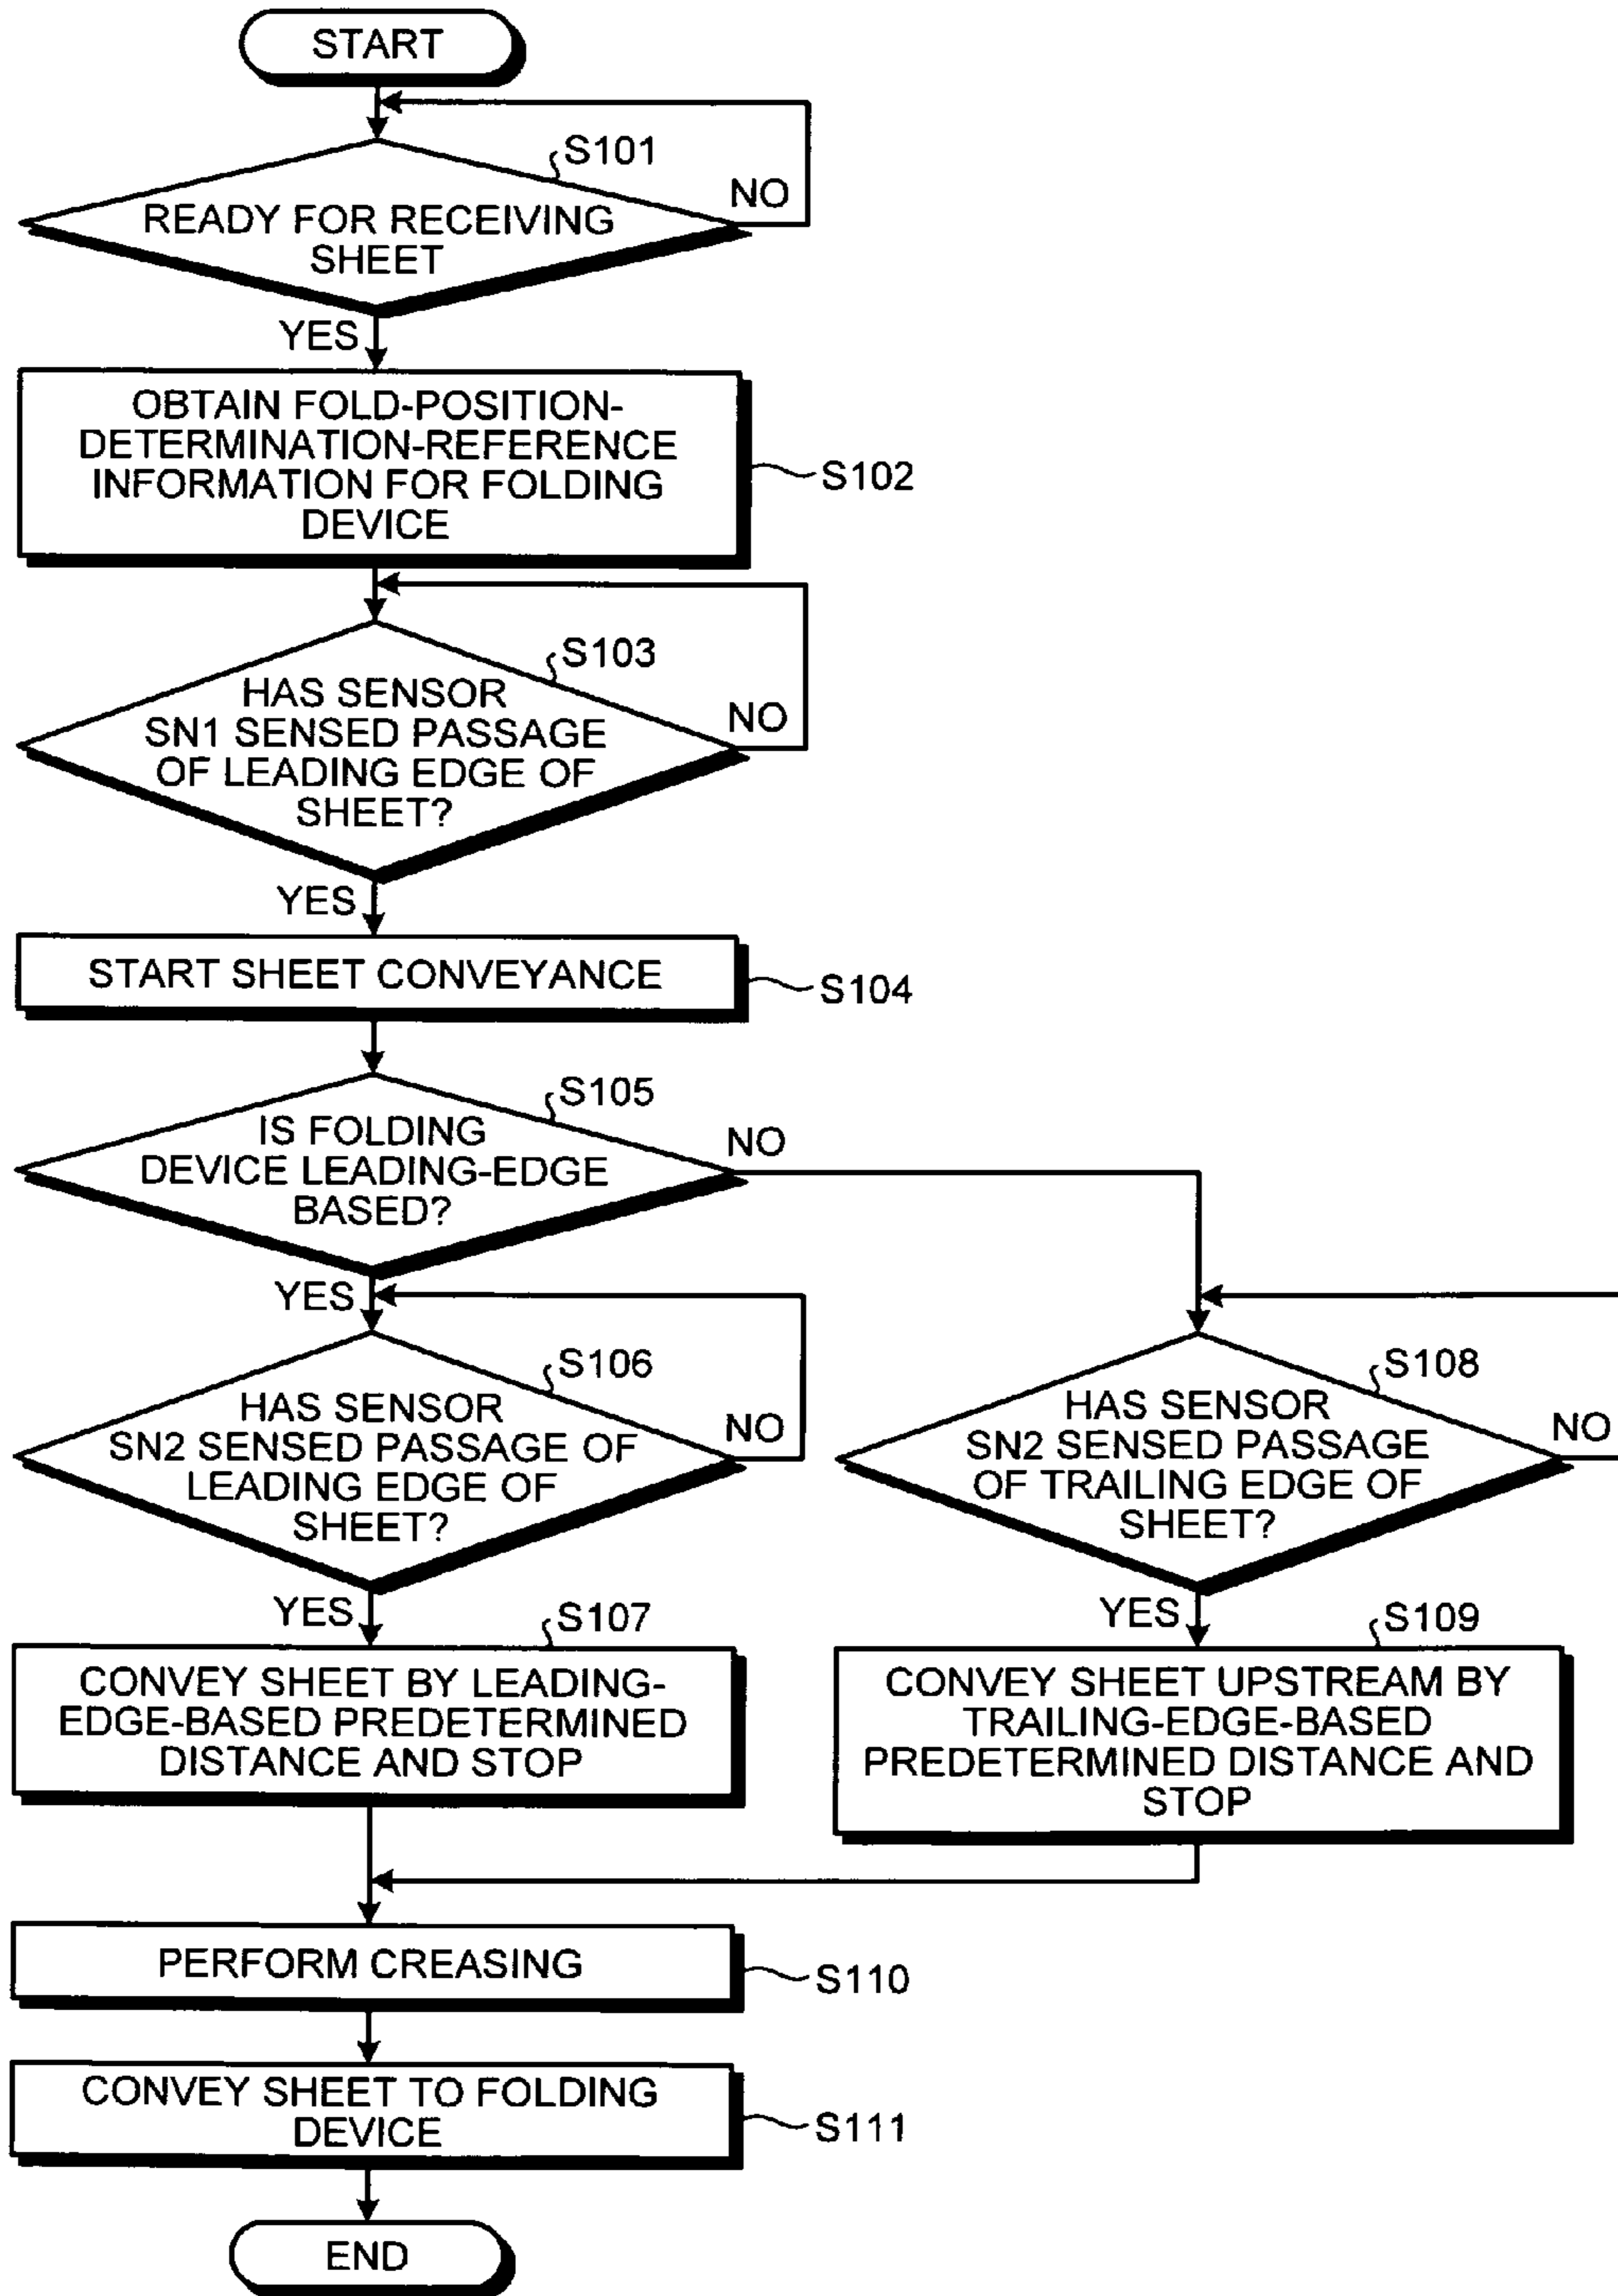 START
S101
NO
READY FOR RECEIVING
SHEET
YES
OBTAIN FOLD-POSITION-
DETERMINATION-REFERENCE
INFORMATION FOR FOLDING
DEVICE
S102
S103
HAS SENSOR
SN1 SENSED PASSAGE
OF LEADING EDGE OF
SHEET?
NO
YES
START SHEET CONVEYANCE
S104
S105
IS FOLDING
DEVICE LEADING-EDGE
BASED?
NO
YES
S106
HAS SENSOR
SN2 SENSED PASSAGE OF
LEADING EDGE OF
SHEET?
NO
YES
S107
CONVEY SHEET BY LEADING-
EDGE-BASED PREDETERMINED
DISTANCE AND STOP
S108
HAS SENSOR
SN2 SENSED PASSAGE
OF TRAILING EDGE OF
SHEET?
NO
YES
S109
CONVEY SHEET UPSTREAM BY
TRAILING-EDGE-BASED
PREDETERMINED DISTANCE AND
STOP
PERFORM CREASING
S110
CONVEY SHEET TO FOLDING
DEVICE
S111
END